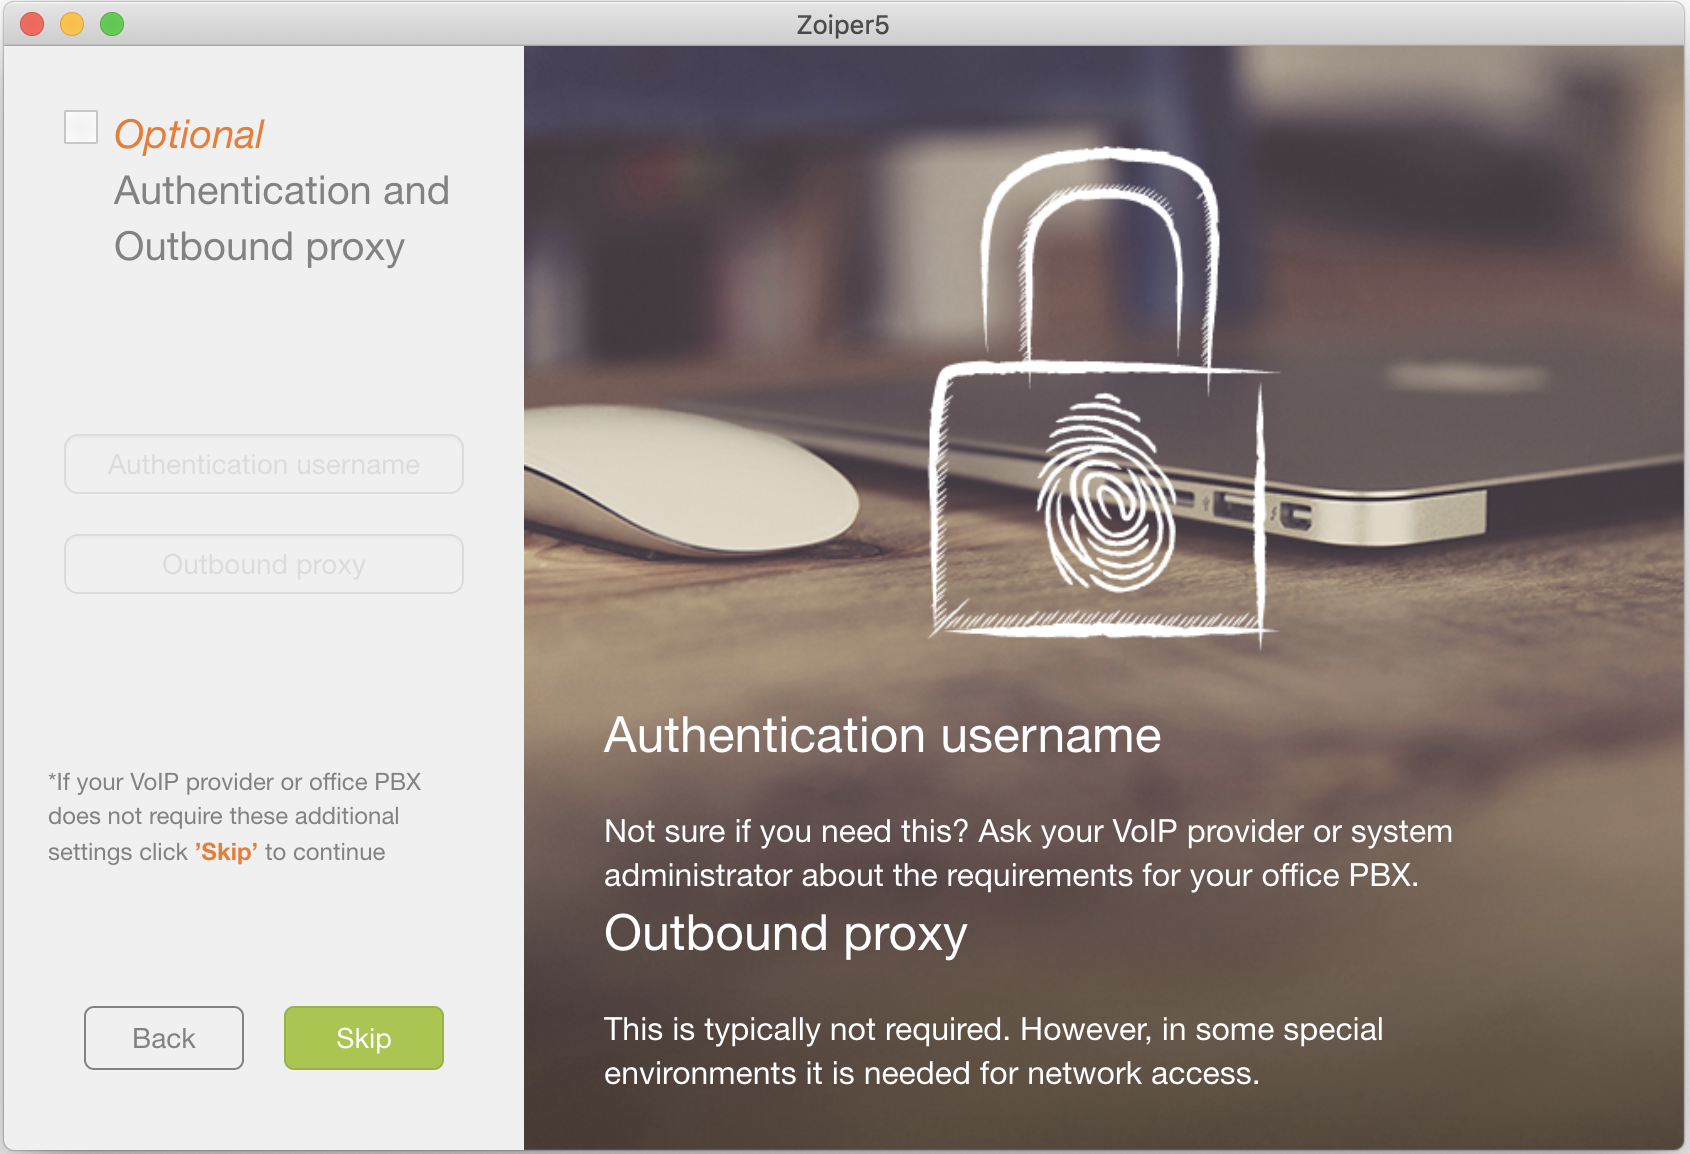 Zoiper5
Optional
Authentication and
Outbound proxy
Authentication username
Outbound proxy
*If your VoIP provider or office PBX
does not require these additional
settings click ’Skip’ to continue
Back
Skip
Authentication username
Not sure if you need this? Ask your VoIP provider or system
administrator about the requirements for your office PBX.
Outbound proxy
This is typically not required. However, in some special
environments it is needed for network access.